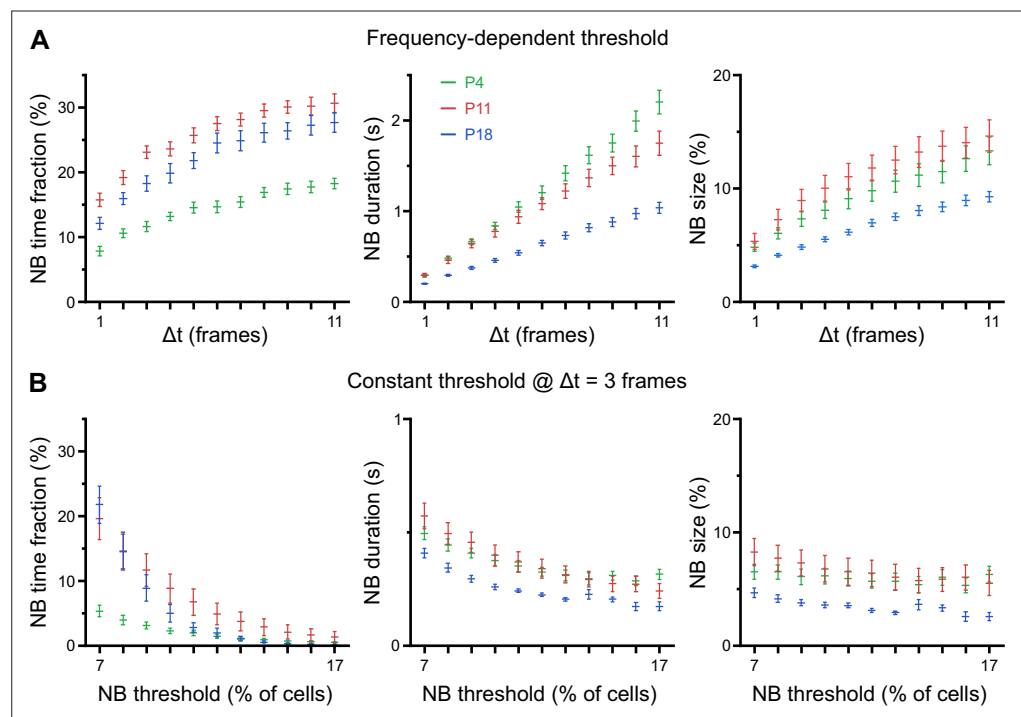 A
Frequency-dependent threshold
NB time fraction (%)
30
20
10
0
1
11
Δt (frames)
NB duration (s)
2
1
0
P4
P11
P18
1
11
Δt (frames)
NB size (%)
20
10
0
1
11
Δt (frames)
B
Constant threshold @ Δt = 3 frames
NB time fraction (%)
30
20
10
0
7
17
NB threshold (% of cells)
NB duration (s)
1
0
7
17
NB threshold (% of cells)
NB size (%)
20
10
0
7
17
NB threshold (% of cells)